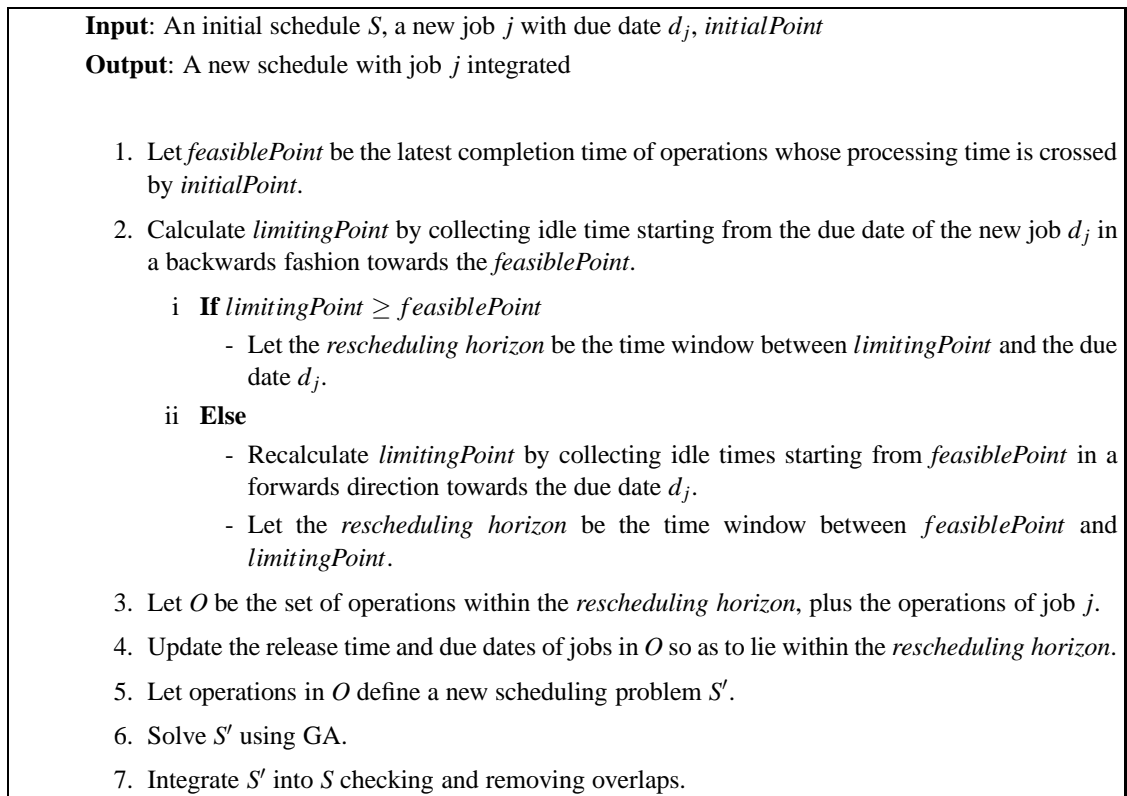 Input: An initial schedule S, a new job j with due date d_j, initialPoint
Output: A new schedule with job j integrated
1. Let feasiblePoint be the latest completion time of operations whose processing time is crossed
by initialPoint.
2. Calculate limitingPoint by collecting idle time starting from the due date of the new job d_j in
a backwards fashion towards the feasiblePoint.
i If limitingPoint ≥ feasiblePoint
- Let the rescheduling horizon be the time window between limitingPoint and the due
date d_j.
ii Else
- Recalculate limitingPoint by collecting idle times starting from feasiblePoint in a
forwards direction towards the due date d_j.
- Let the rescheduling horizon be the time window between feasiblePoint and
limitingPoint.
3. Let O be the set of operations within the rescheduling horizon, plus the operations of job j.
4. Update the release time and due dates of jobs in O so as to lie within the rescheduling horizon.
5. Let operations in O define a new scheduling problem S′.
6. Solve S′ using GA.
7. Integrate S′ into S checking and removing overlaps.